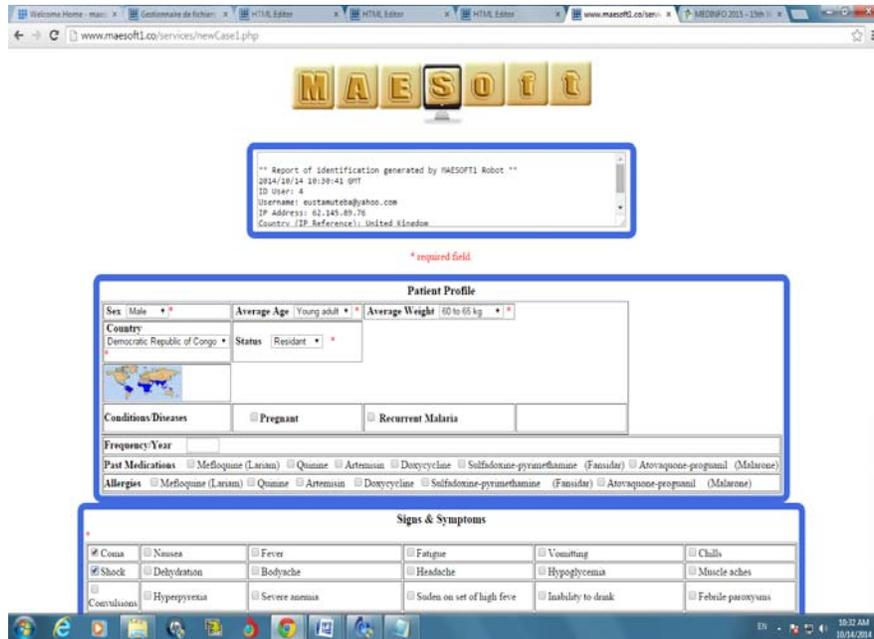 Welcome Home - maes
Gestionnaire de fichiers
HTML Editor
HTML Editor
HTML Editor
www.maesoft1.co/serv
MEDINFO 2015 - 15th
www.maesoft1.co/services/newCase1.php
MAESoft
** Report of identification generated by MAESOFT1 Robot **
2014/10/14 10:30:41 GMT
ID User: 4
Username: eustamuteba@yahoo.com
IP Address: 62.145.89.76
Country (IP Reference): United Kingdom
* required field
Patient Profile
Sex Male * Average Age Young adult * Average Weight 60 to 65 kg *
Country
Democratic Republic of Congo Status Residant *
*
Conditions/Diseases Pregnant Recurrent Malaria
Frequency/Year
Past Medications Mefloquine (Lariam) Quinine Artemisin Doxycycline Sulfadoxine-pyrimethamine (Fansidar) Atovaquone-proguanil (Malarone)
Allergies Mefloquine (Lariam) Quinine Artemisin Doxycycline Sulfadoxine-pyrimethamine (Fansidar) Atovaquone-proguanil (Malarone)
Signs & Symptoms
*
Coma Nausea Fever Fatigue Vomitting Chills
Shock Dehydration Bodyache Headache Hypoglycemia Muscle aches
Convulsions Hyperpyrexia Severe anemia Suden on set of high feve Inability to drink Febrile paroxysms
EN 10:32 AM
10/14/2014